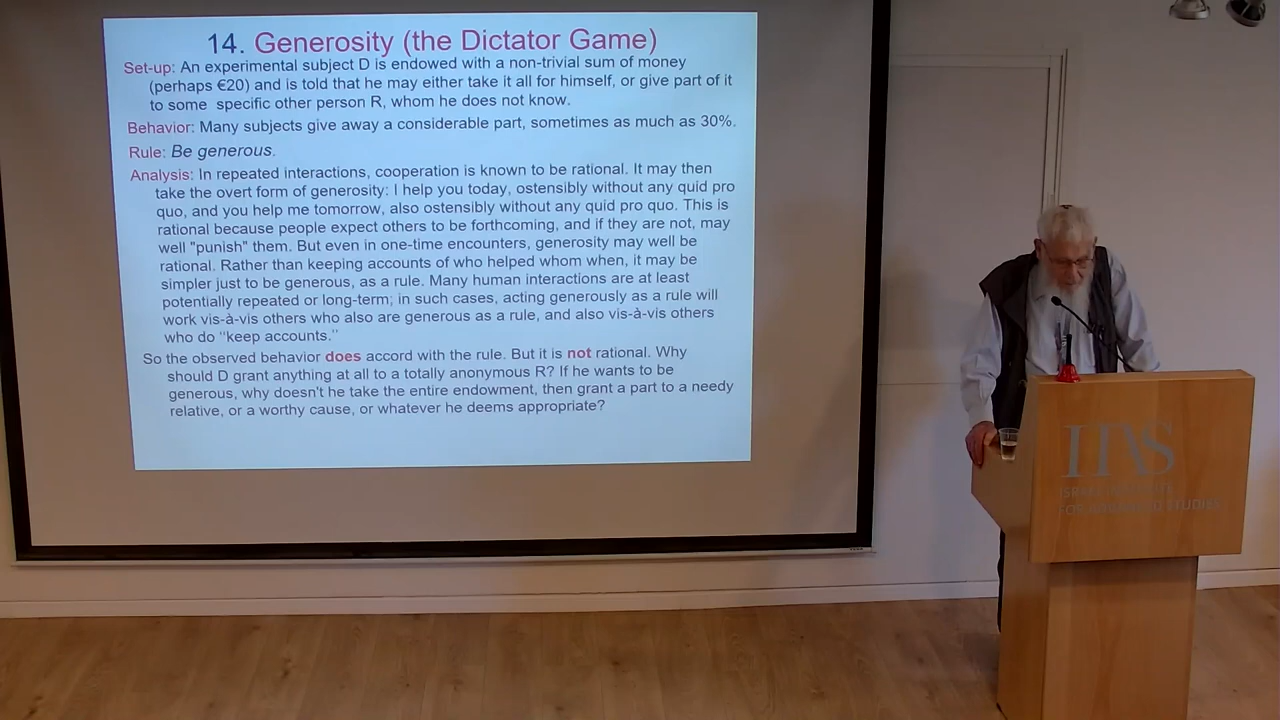 14. Generosity (the Dictator Game)
Set-up: An experimental subject D is endowed with a non-trivial sum of money
(perhaps €20) and is told that he may either take it all for himself, or give part of it
to some specific other person R, whom he does not know.
Behavior: Many subjects give away a considerable part, sometimes as much as 30%.
Rule: Be generous.
Analysis: In repeated interactions, cooperation is known to be rational. It may then
take the overt form of generosity: I help you today, ostensibly without any quid pro
quo, and you help me tomorrow, also ostensibly without any quid pro quo. This is
rational because people expect others to be forthcoming, and if they are not, may
well "punish" them. But even in one-time encounters, generosity may well be
rational. Rather than keeping accounts of who helped whom when, it may be
simpler just to be generous, as a rule. Many human interactions are at least
potentially repeated or long-term; in such cases, acting generously as a rule will
work vis-à-vis others who also are generous as a rule, and also vis-à-vis others
who do "keep accounts."
So the observed behavior does accord with the rule. But it is not rational. Why
should D grant anything at all to a totally anonymous R? If he wants to be
generous, why doesn't he take the entire endowment, then grant a part to a needy
relative, or a worthy cause, or whatever he deems appropriate?
IIAS
ISRAEL INSTITUTE
FOR ADVANCED STUDIES